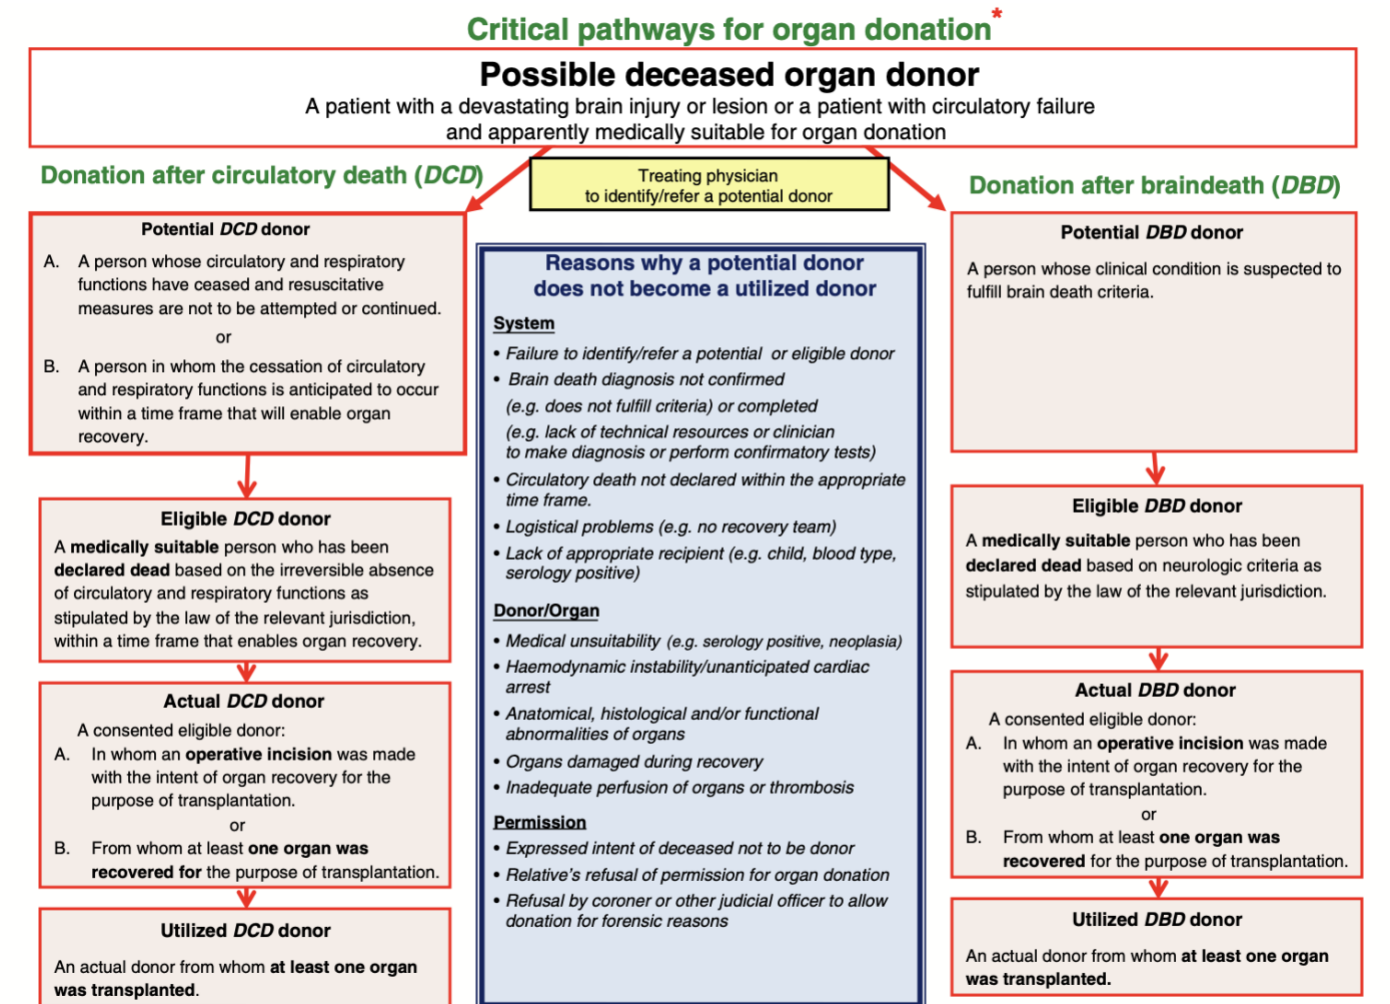 Critical pathways for organ donation*
Possible deceased organ donor
A patient with a devastating brain injury or lesion or a patient with circulatory failure
and apparently medically suitable for organ donation
Treating physician
to identify/refer a potential donor
Donation after circulatory death (DCD)
Potential DCD donor
A. A person whose circulatory and respiratory
functions have ceased and resuscitative
measures are not to be attempted or continued.
or
B. A person in whom the cessation of circulatory
and respiratory functions is anticipated to occur
within a time frame that will enable organ
recovery.
Eligible DCD donor
A medically suitable person who has been
declared dead based on the irreversible absence
of circulatory and respiratory functions as
stipulated by the law of the relevant jurisdiction,
within a time frame that enables organ recovery.
Actual DCD donor
A consented eligible donor:
A. In whom an operative incision was made
with the intent of organ recovery for the
purpose of transplantation.
or
B. From whom at least one organ was
recovered for the purpose of transplantation.
Utilized DCD donor
An actual donor from whom at least one organ
was transplanted.
Reasons why a potential donor
does not become a utilized donor
System
• Failure to identify/refer a potential or eligible donor
• Brain death diagnosis not confirmed
(e.g. does not fulfill criteria) or completed
(e.g. lack of technical resources or clinician
to make diagnosis or perform confirmatory tests)
• Circulatory death not declared within the appropriate
time frame.
• Logistical problems (e.g. no recovery team)
• Lack of appropriate recipient (e.g. child, blood type,
serology positive)
Donor/Organ
• Medical unsuitability (e.g. serology positive, neoplasia)
• Haemodynamic instability/unanticipated cardiac
arrest
• Anatomical, histological and/or functional
abnormalities of organs
• Organs damaged during recovery
• Inadequate perfusion of organs or thrombosis
Permission
• Expressed intent of deceased not to be donor
• Relative's refusal of permission for organ donation
• Refusal by coroner or other judicial officer to allow
donation for forensic reasons
Donation after braindeath (DBD)
Potential DBD donor
A person whose clinical condition is suspected to
fulfill brain death criteria.
Eligible DBD donor
A medically suitable person who has been
declared dead based on neurologic criteria as
stipulated by the law of the relevant jurisdiction.
Actual DBD donor
A consented eligible donor:
A. In whom an operative incision was made
with the intent of organ recovery for the
purpose of transplantation.
or
B. From whom at least one organ was
recovered for the purpose of transplantation.
Utilized DBD donor
An actual donor from whom at least one organ
was transplanted.